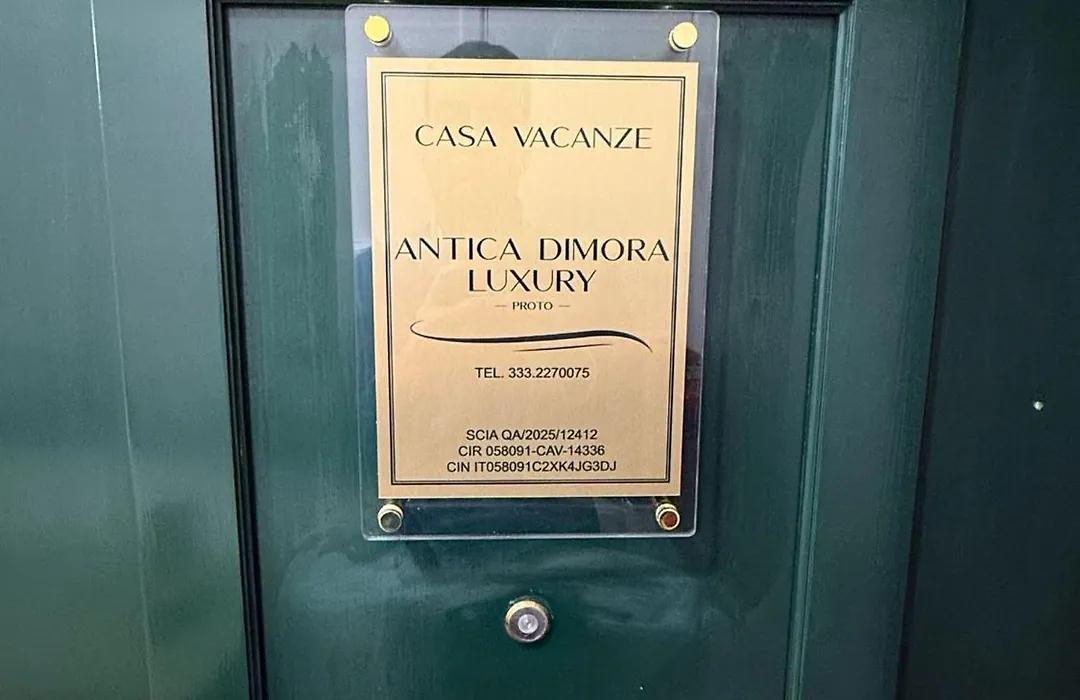 CASA VACANZE
ANTICA DIMORA
LUXURY
— PROTO —
TEL. 333.2270075
SCIA QA/2025/12412
CIR 058091-CAV-14336
CIN IT058091C2XK4JG3DJ